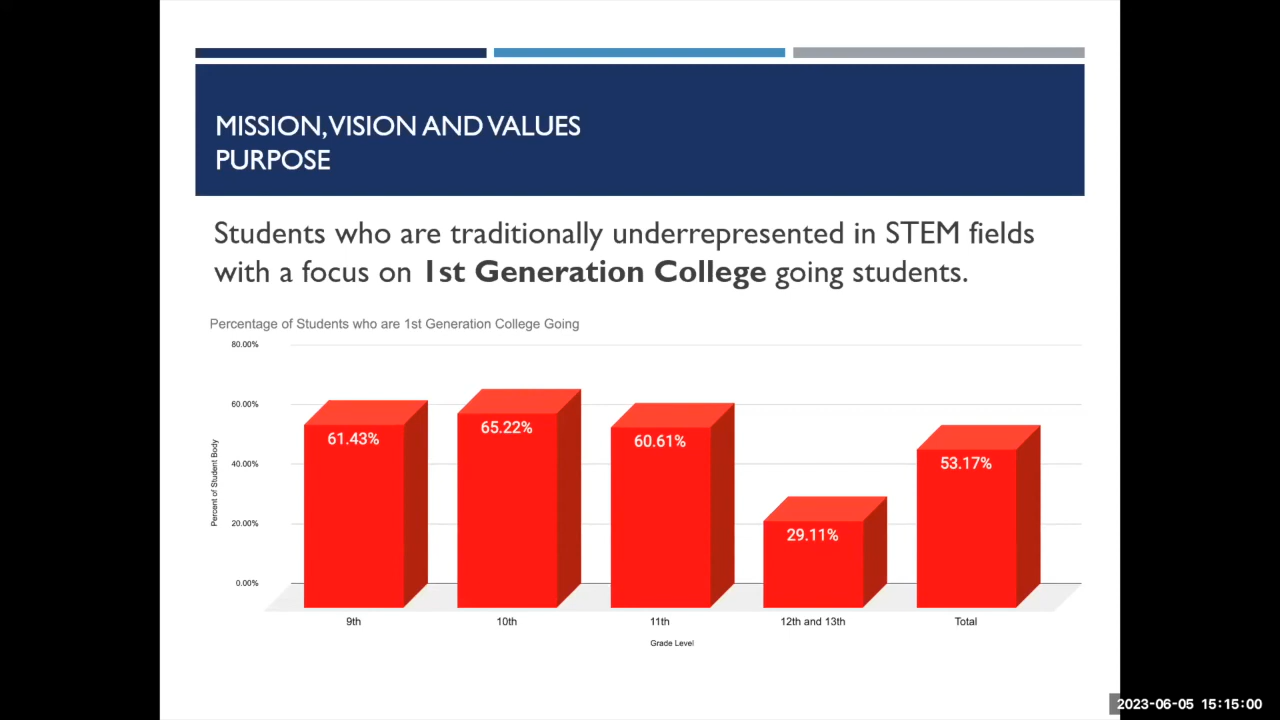 MISSION, VISION AND VALUES
PURPOSE
Students who are traditionally underrepresented in STEM fields
with a focus on 1st Generation College going students.
Percentage of Students who are 1st Generation College Going
80.00%
60.00%
40.00%
20.00%
0.00%
Percent of Student Body
61.43%
65.22%
60.61%
29.11%
53.17%
9th
10th
11th
12th and 13th
Total
Grade Level
2023-06-05 15:15:00